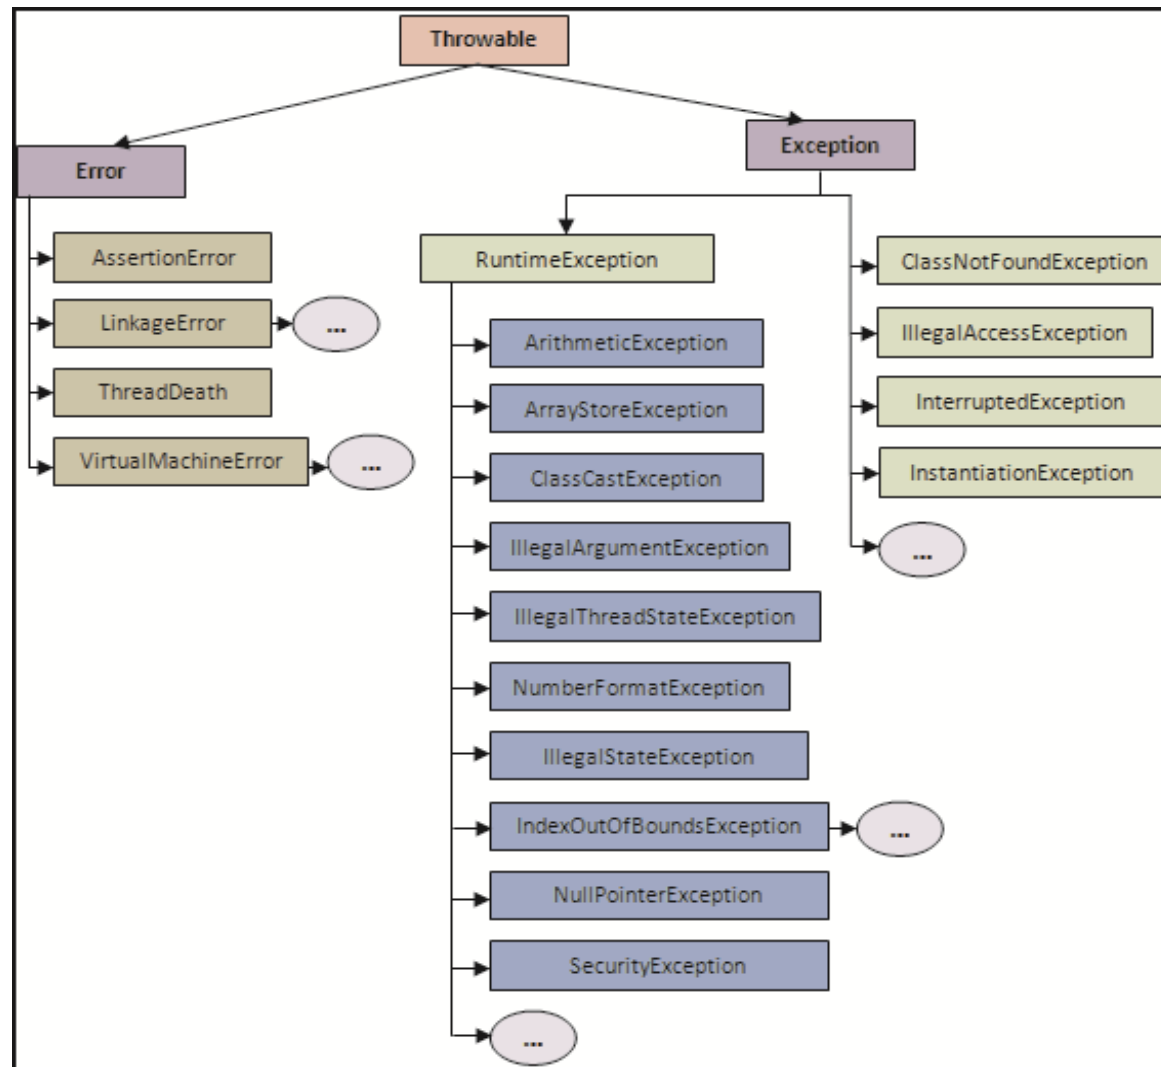 Throwable
Error
Exception
AssertionError
LinkageError
...
ThreadDeath
VirtualMachineError
...
RuntimeException
ArithmeticException
ArrayStoreException
ClassCastException
IllegalArgumentException
IllegalThreadStateException
NumberFormatException
IllegalStateException
IndexOutOfBoundsException
...
NullPointerException
SecurityException
...
ClassNotFoundException
IllegalAccessException
InterruptedException
InstantiationException
...